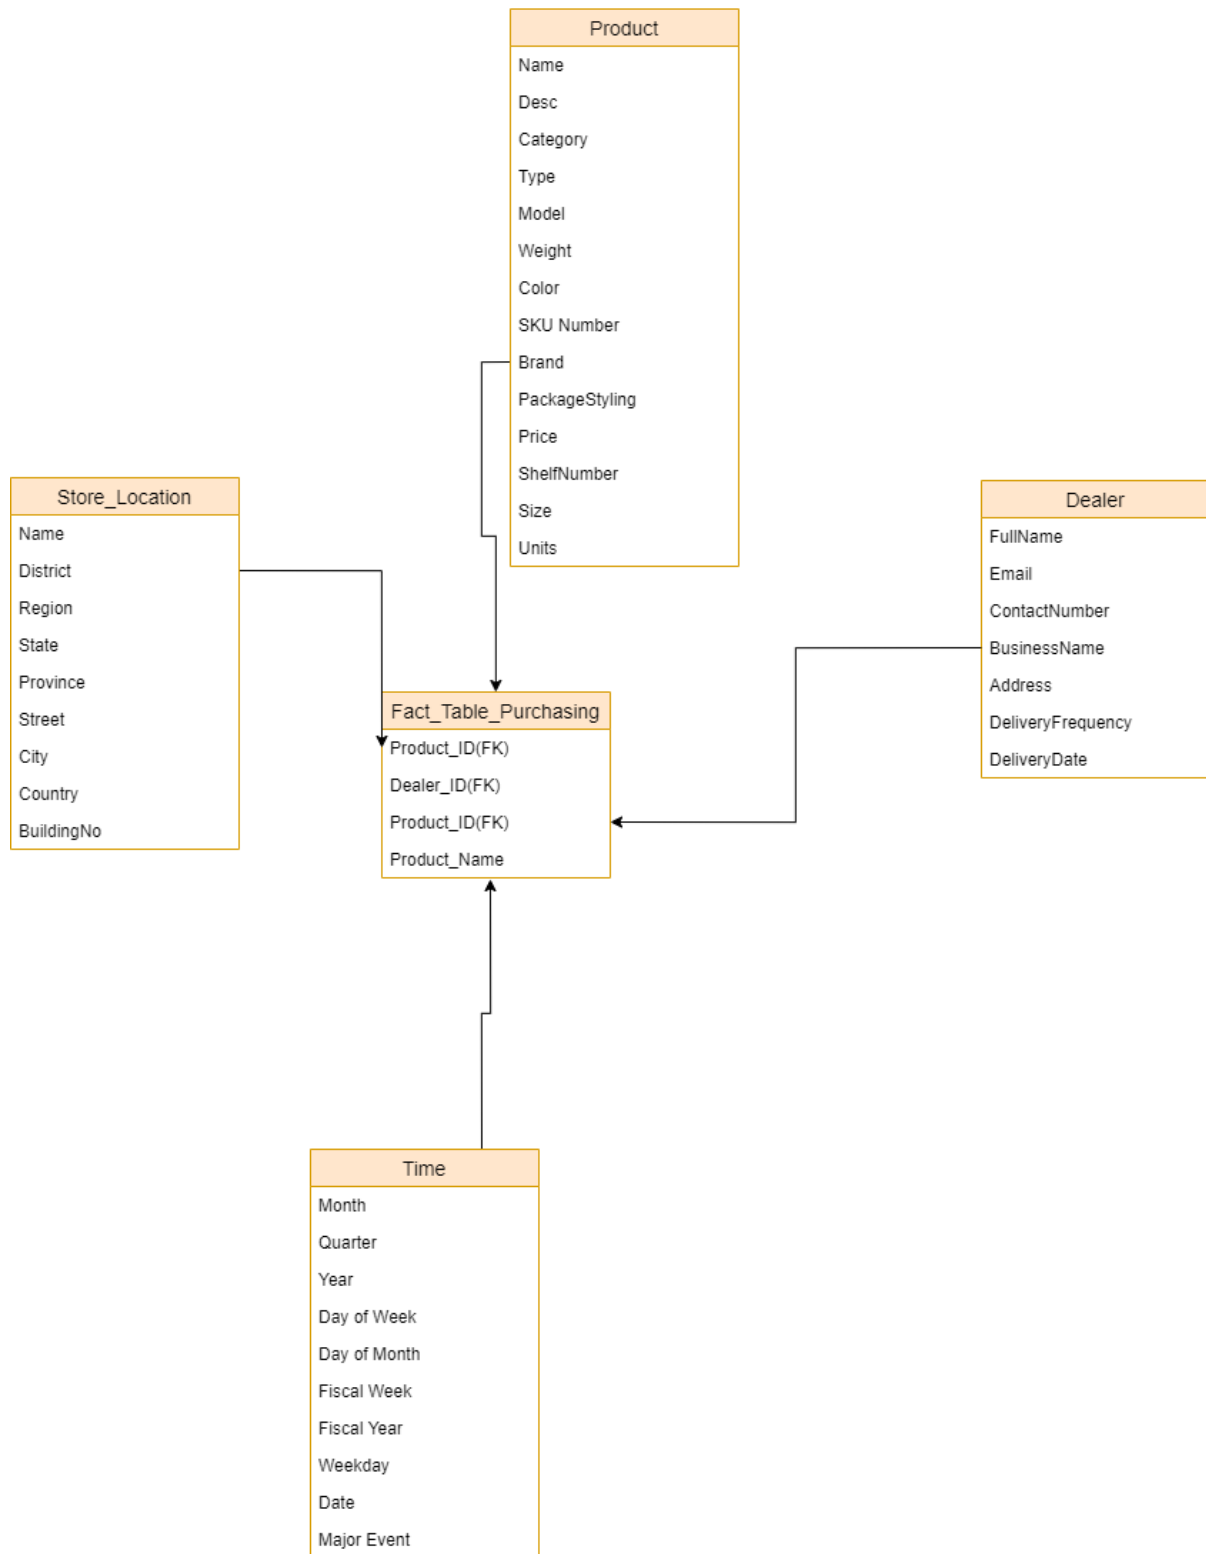 Product
Name
Desc
Category
Type
Model
Weight
Color
SKU Number
Brand
PackageStyling
Price
ShelfNumber
Size
Units
Store_Location
Name
District
Region
State
Province
Street
City
Country
BuildingNo
Dealer
FullName
Email
ContactNumber
BusinessName
Address
DeliveryFrequency
DeliveryDate
Fact_Table_Purchasing
Product_ID(FK)
Dealer_ID(FK)
Product_ID(FK)
Product_Name
Time
Month
Quarter
Year
Day of Week
Day of Month
Fiscal Week
Fiscal Year
Weekday
Date
Major Event